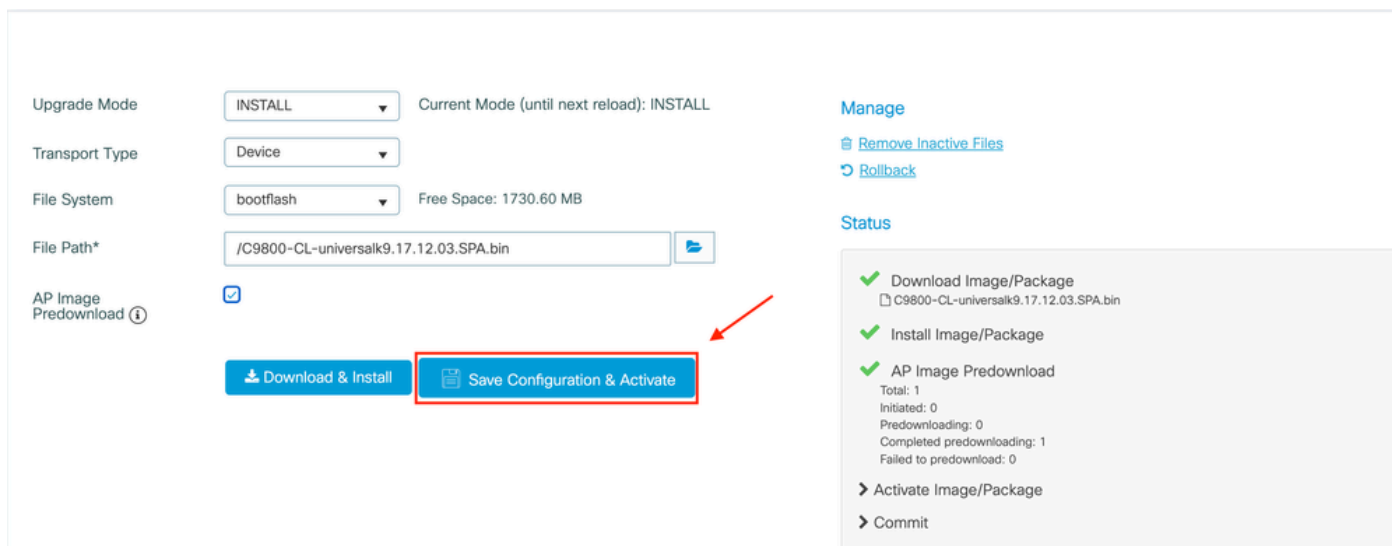 Upgrade Mode
INSTALL
Current Mode (until next reload): INSTALL
Transport Type
Device
File System
bootflash
Free Space: 1730.60 MB
File Path*
/C9800-CL-universalk9.17.12.03.SPA.bin
AP Image
Predownload
Download & Install
Save Configuration & Activate
Manage
Remove Inactive Files
Rollback
Status
Download Image/Package
C9800-CL-universalk9.17.12.03.SPA.bin
Install Image/Package
AP Image Predownload
Total: 1
Initiated: 0
Predownloading: 0
Completed predownloading: 1
Failed to predownload: 0
Activate Image/Package
Commit